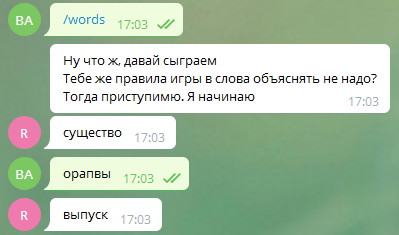 BA
/words
17:03
Ну что ж, давай сыграем
Тебе же правила игры в слова объяснять не надо?
Тогда приступимю. Я начинаю
17:03
R
существо
17:03
BA
орапвы
17:03
R
выпуск
17:03